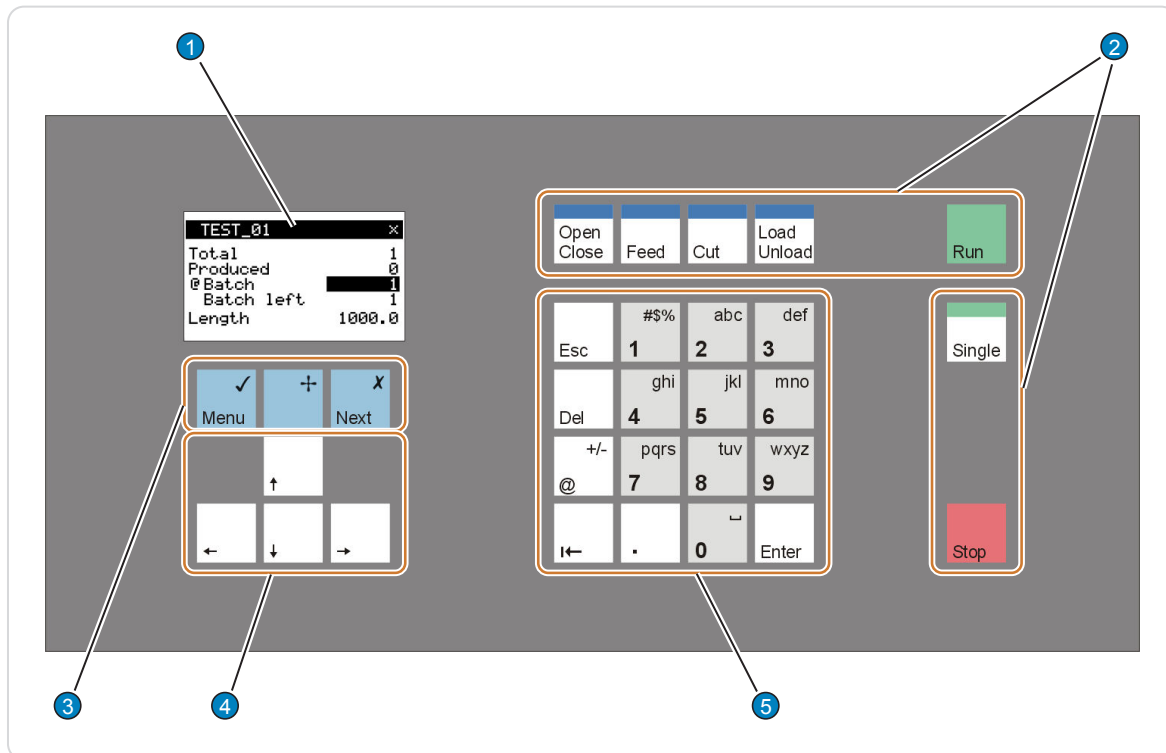 1
2
TEST_01 ×
Total 1
Produced 0
@Batch 1
Batch left 1
Length 1000.0
Open
Close
Feed
Cut
Load
Unload
Run
Single
Stop
✓
Menu
✢
✗
Next
↑
← ↓ →
Esc
#$%
1
abc
2
def
3
Del
ghi
4
jkl
5
mno
6
+/-
@
pqrs
7
tuv
8
wxyz
9
I←
.
␣
0
Enter
3
4
5